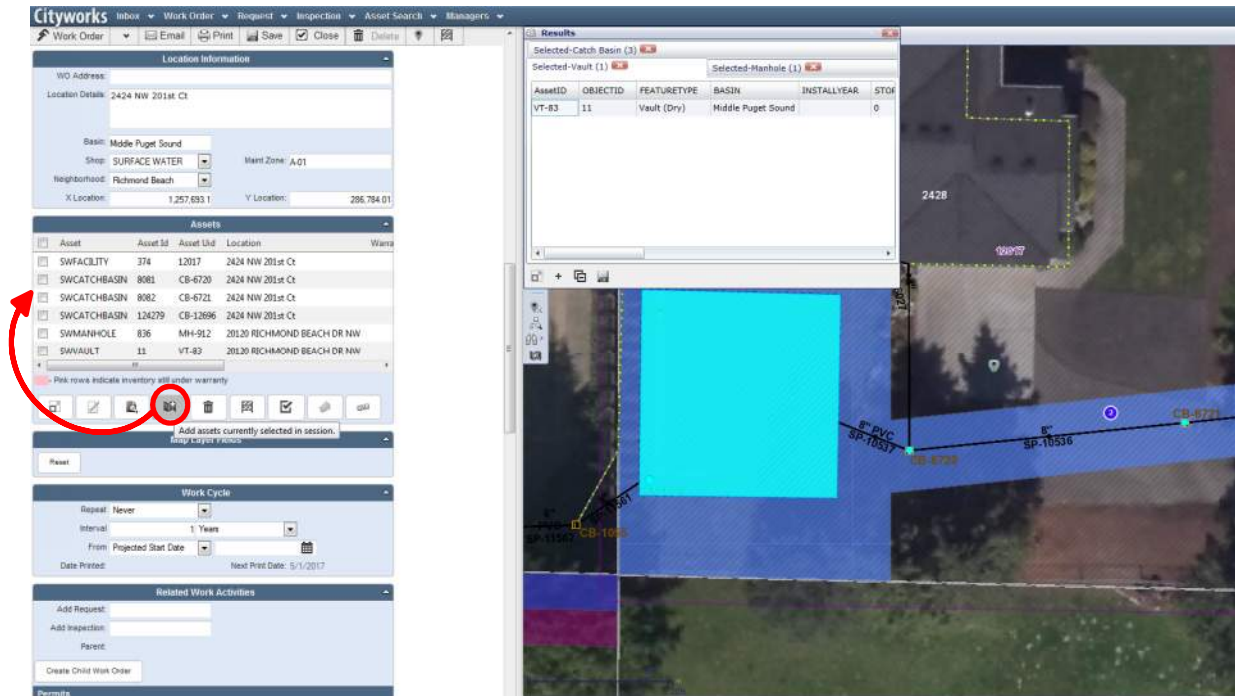 Cityworks Inbox Work Order Request Inspection Asset Search Managers
Work Order Email Print Save Close Delete
Location Information
WO Address:
Location Details: 2424 NW 201st Ct
Basin: Middle Puget Sound
Shop: SURFACE WATER Maint Zone: A-01
Neighborhood: Richmond Beach
X Location: 1,257,693.1 Y Location: 286,784.01
Assets
Asset Asset Id Asset Uid Location Warra
SWFACILITY 374 12017 2424 NW 201st Ct
SWCATCHBASIN 8081 CB-6720 2424 NW 201st Ct
SWCATCHBASIN 8082 CB-6721 2424 NW 201st Ct
SWCATCHBASIN 124279 CB-12696 2424 NW 201st Ct
SWMANHOLE 836 MH-912 20120 RICHMOND BEACH DR NW
SWVAULT 11 VT-83 20120 RICHMOND BEACH DR NW
- Pink rows indicate inventory still under warranty
Add assets currently selected in session.
Map Layer Fields
Reset
Work Cycle
Repeat: Never
Interval 1 Years
From Projected Start Date
Date Printed: Next Print Date: 5/1/2017
Related Work Activities
Add Request:
Add Inspection:
Parent:
Create Child Work Order
Permits
Results
Selected-Catch Basin (3)
Selected-Vault (1) Selected-Manhole (1)
AssetID OBJECTID FEATURETYPE BASIN INSTALLYEAR STOR
VT-83 11 Vault (Dry) Middle Puget Sound 0
2428
12017
8" PVC
SP-10537
CB-6720
8"
SP-10536
2
CB-6721
PVC